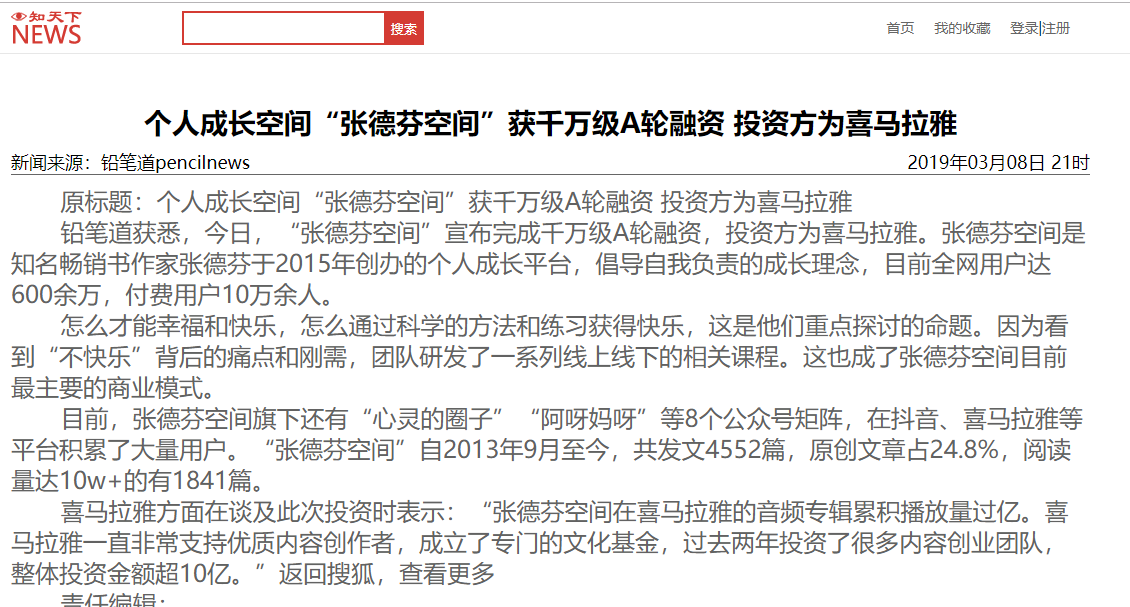 知天下
NEWS
搜索
首页 我的收藏 登录|注册
个人成长空间“张德芬空间”获千万级A轮融资 投资方为喜马拉雅
新闻来源：铅笔道pencilnews 2019年03月08日 21时
原标题：个人成长空间“张德芬空间”获千万级A轮融资 投资方为喜马拉雅
铅笔道获悉，今日，“张德芬空间”宣布完成千万级A轮融资，投资方为喜马拉雅。张德芬空间是
知名畅销书作家张德芬于2015年创办的个人成长平台，倡导自我负责的成长理念，目前全网用户达
600余万，付费用户10万余人。
怎么才能幸福和快乐，怎么通过科学的方法和练习获得快乐，这是他们重点探讨的命题。因为看
到“不快乐”背后的痛点和刚需，团队研发了一系列线上线下的相关课程。这也成了张德芬空间目前
最主要的商业模式。
目前，张德芬空间旗下还有“心灵的圈子”“阿呀妈呀”等8个公众号矩阵，在抖音、喜马拉雅等
平台积累了大量用户。“张德芬空间”自2013年9月至今，共发文4552篇，原创文章占24.8%，阅读
量达10w+的有1841篇。
喜马拉雅方面在谈及此次投资时表示：“张德芬空间在喜马拉雅的音频专辑累积播放量过亿。喜
马拉雅一直非常支持优质内容创作者，成立了专门的文化基金，过去两年投资了很多内容创业团队，
整体投资金额超10亿。”返回搜狐，查看更多
责任编辑：